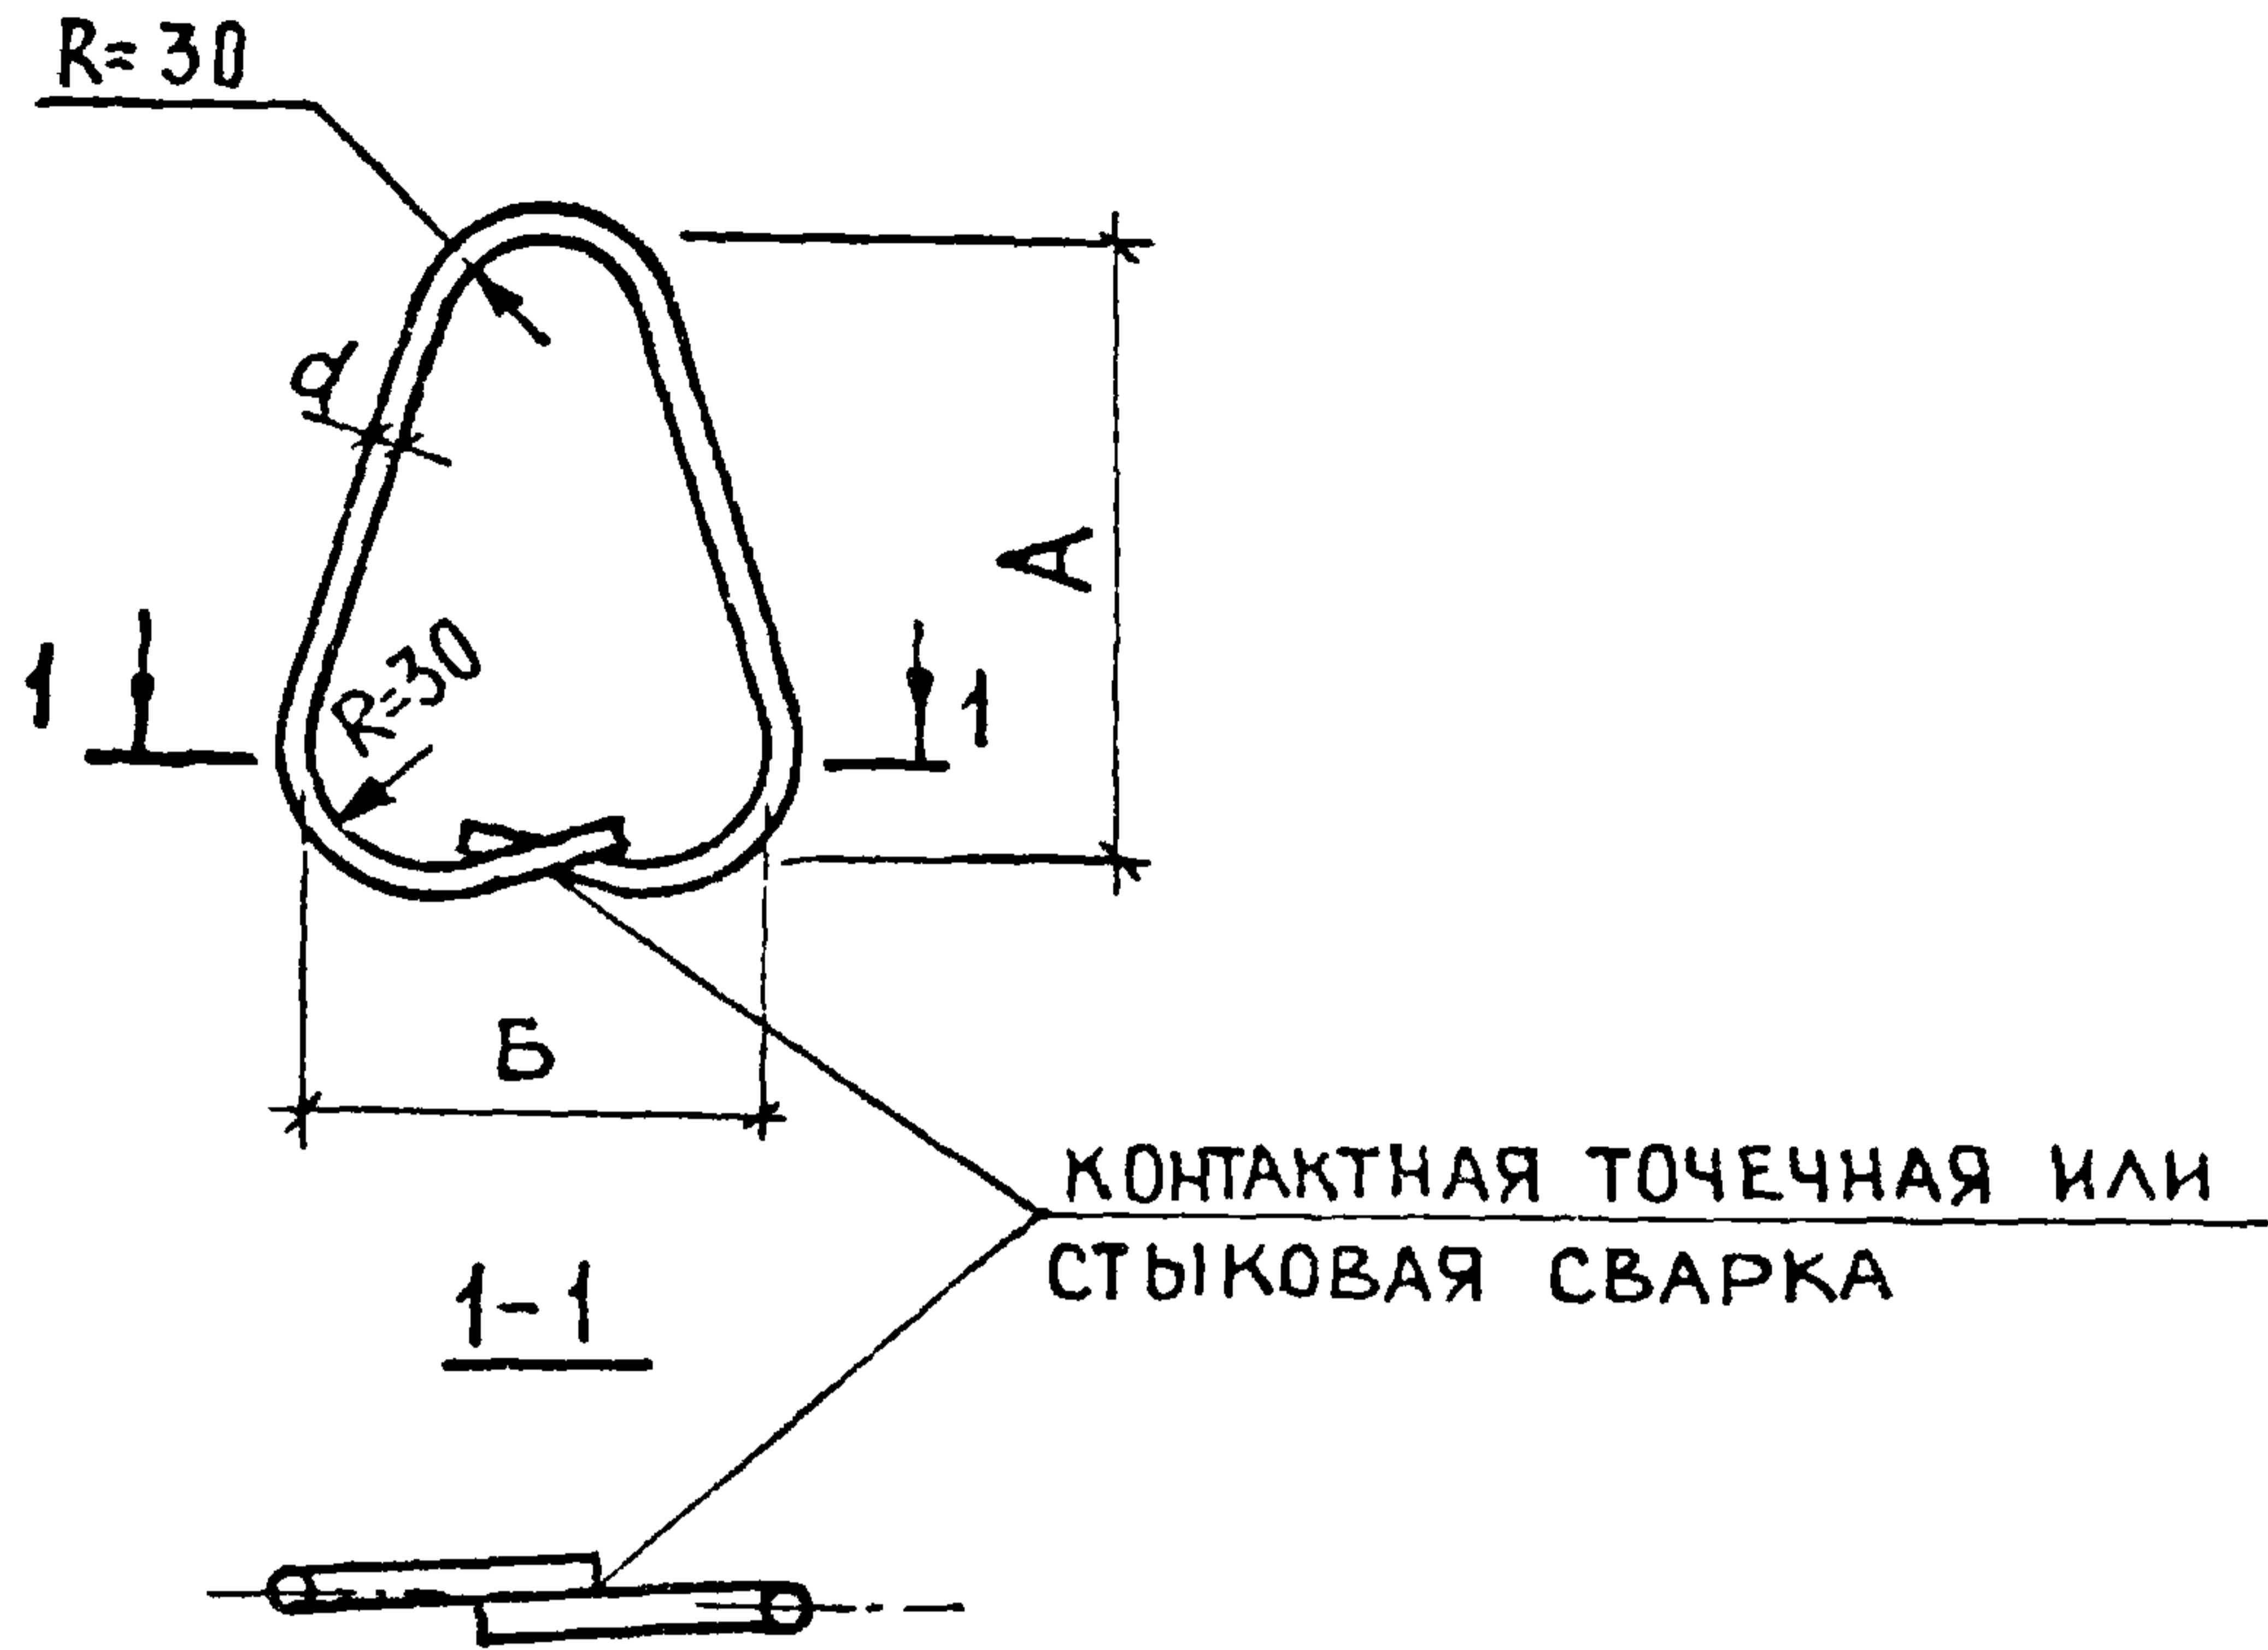 R=30
d
А
1
1
R=30
Б
КОНТАКТНАЯ ТОЧЕЧНАЯ ИЛИ
СТЫКОВАЯ СВАРКА
1-1